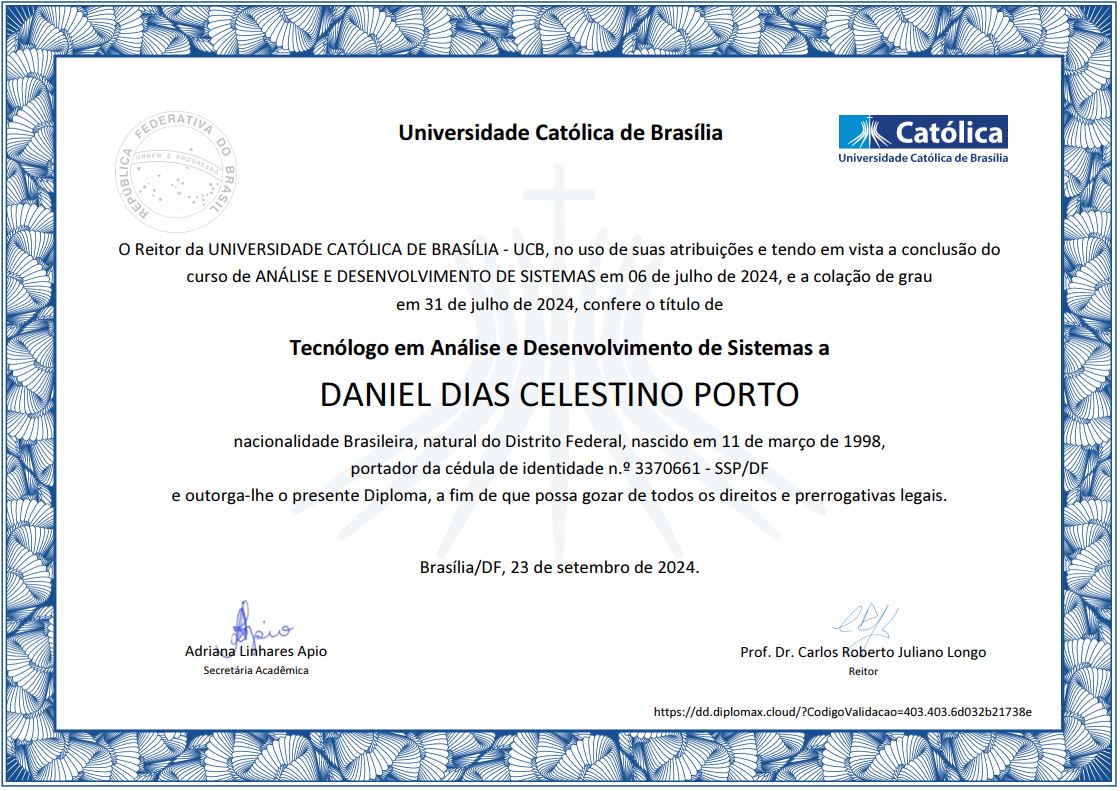 REPÚBLICA FEDERATIVA DO BRASIL
ORDEM E PROGRESSO
Universidade Católica de Brasília
Católica
Universidade Católica de Brasília
O Reitor da UNIVERSIDADE CATÓLICA DE BRASÍLIA - UCB, no uso de suas atribuições e tendo em vista a conclusão do
curso de ANÁLISE E DESENVOLVIMENTO DE SISTEMAS em 06 de julho de 2024, e a colação de grau
em 31 de julho de 2024, confere o título de
Tecnólogo em Análise e Desenvolvimento de Sistemas a
DANIEL DIAS CELESTINO PORTO
nacionalidade Brasileira, natural do Distrito Federal, nascido em 11 de março de 1998,
portador da cédula de identidade n.º 3370661 - SSP/DF
e outorga-lhe o presente Diploma, a fim de que possa gozar de todos os direitos e prerrogativas legais.
Brasília/DF, 23 de setembro de 2024.
Apio
Adriana Linhares Apio
Secretária Acadêmica
Prof. Dr. Carlos Roberto Juliano Longo
Reitor
https://dd.diplomax.cloud/?CodigoValidacao=403.403.6d032b21738e